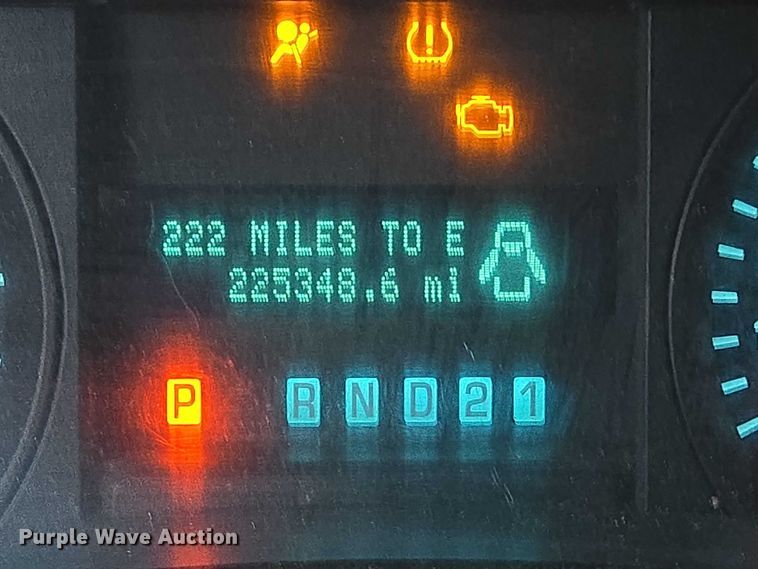 222 MILES TO E
225348.6 mi
P R N D 2 1
Purple Wave Auction